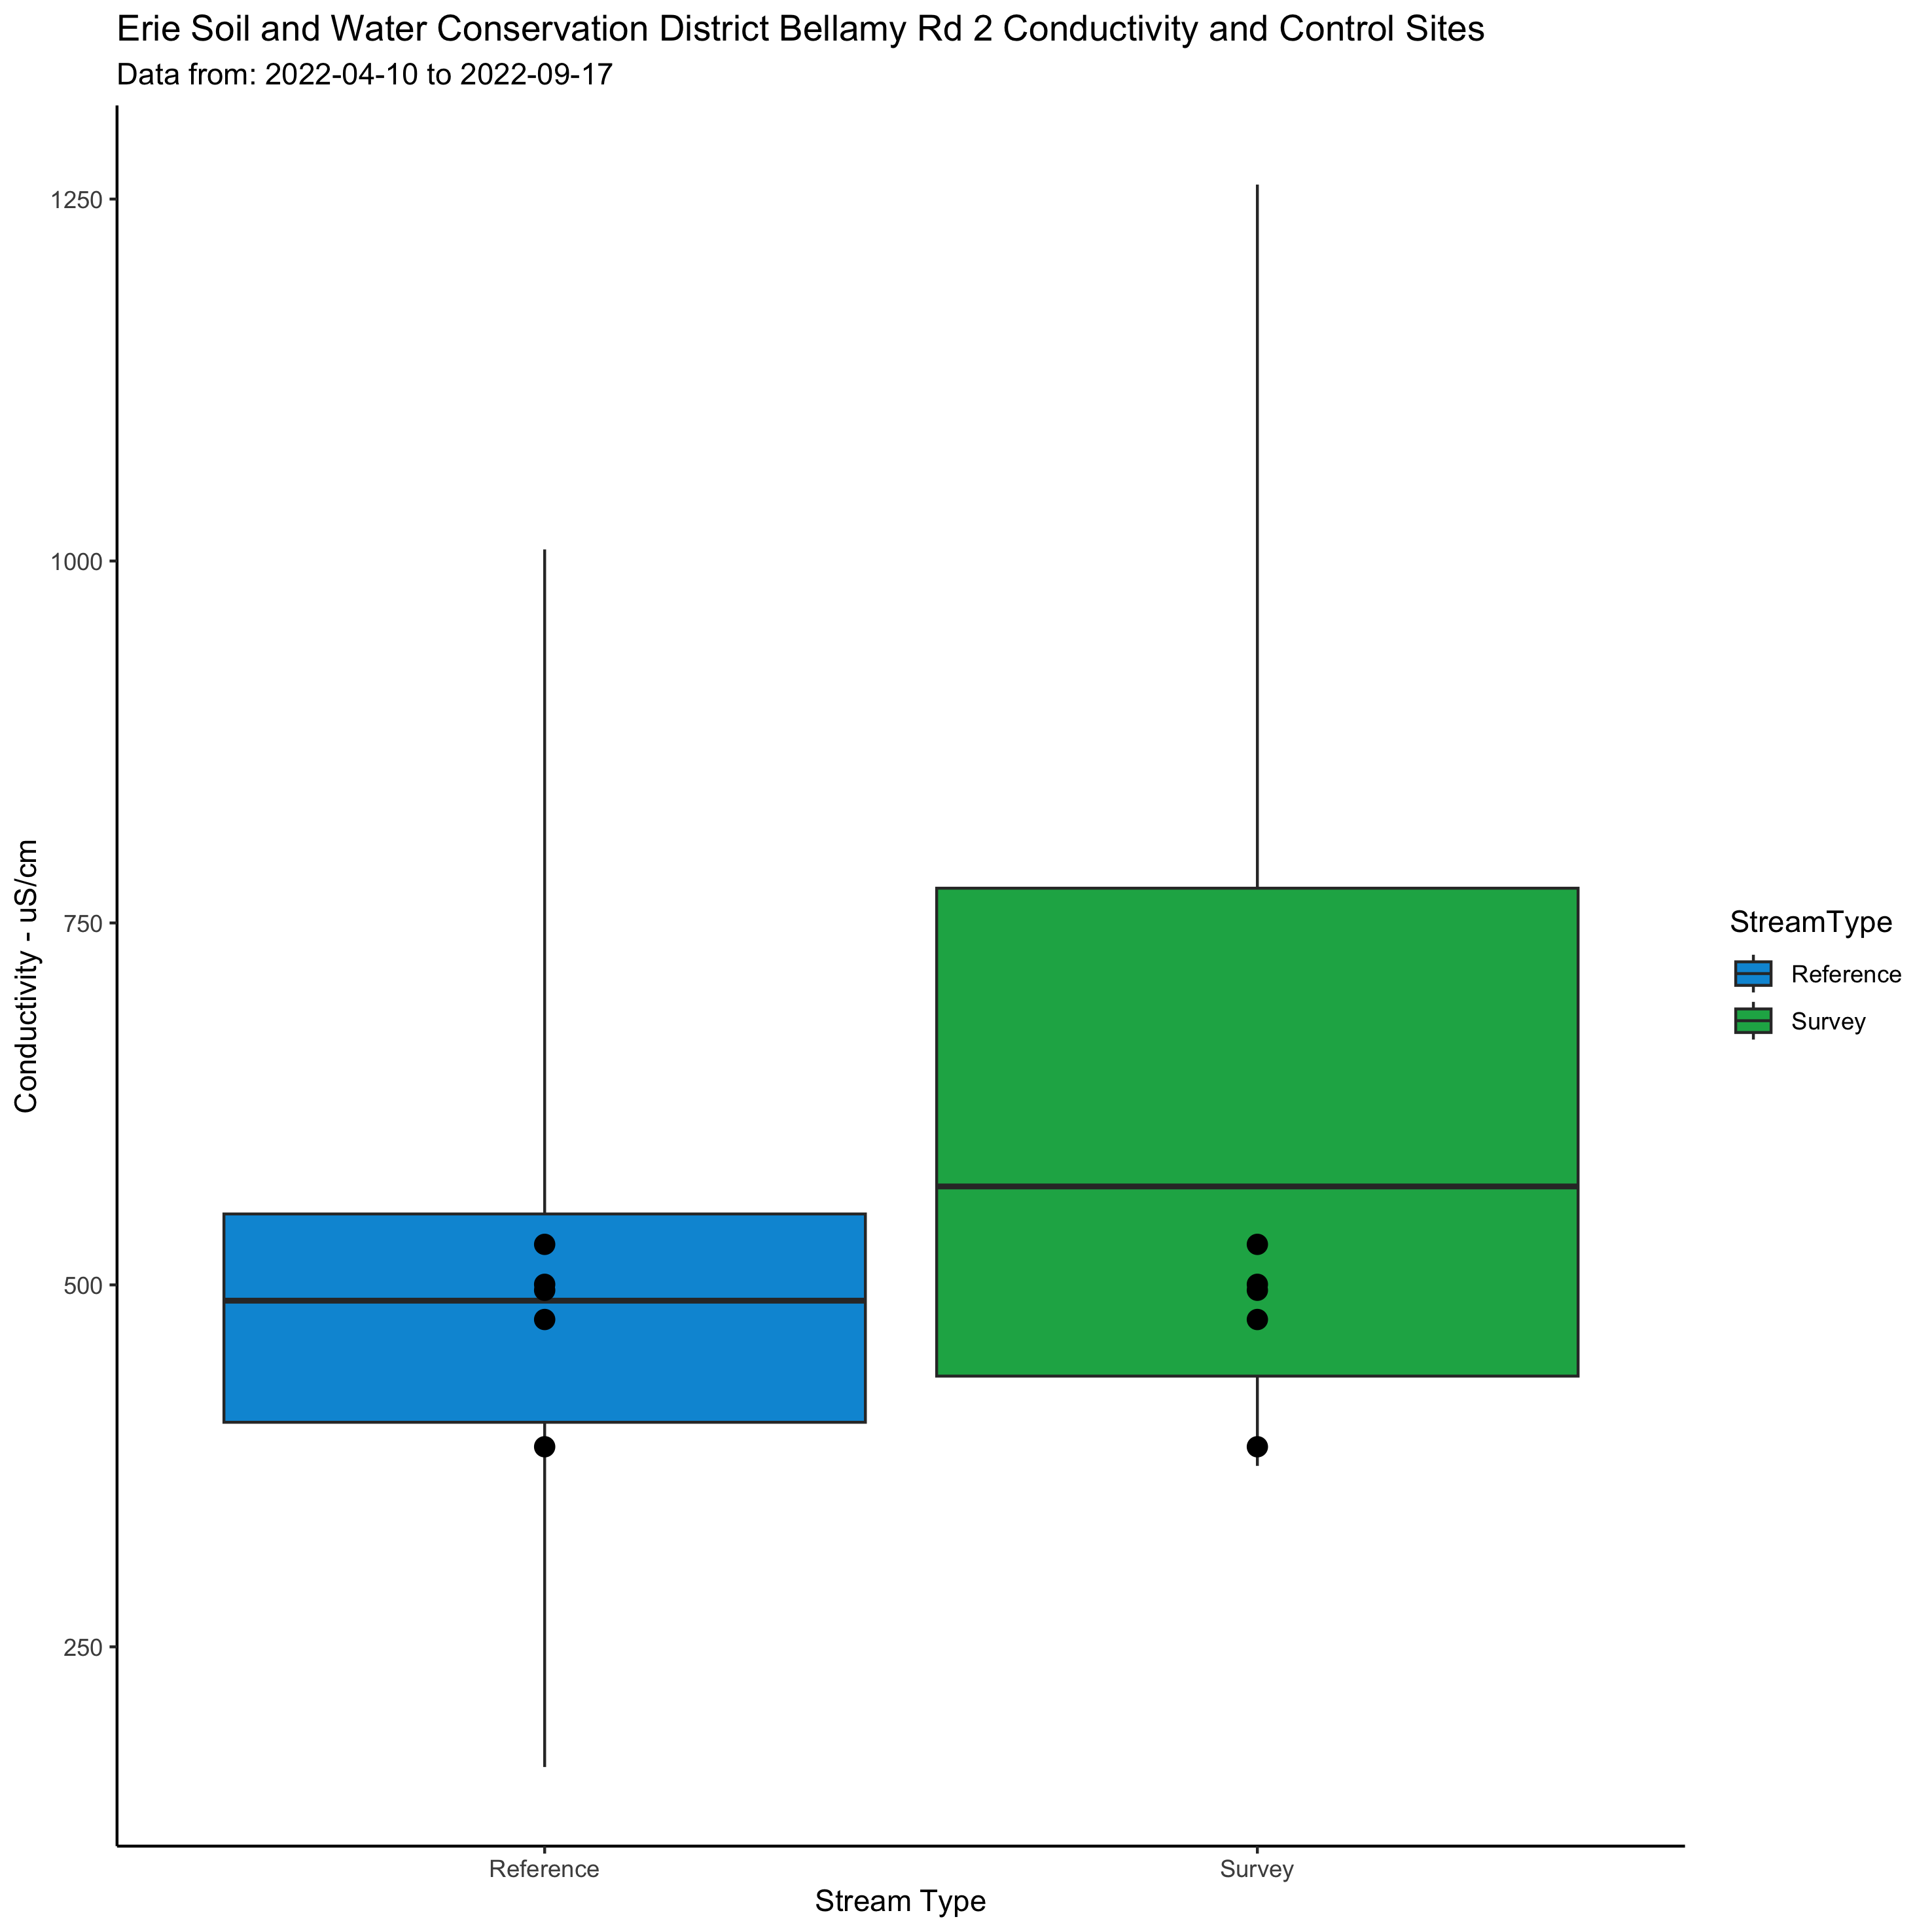 Erie Soil and Water Conservation District Bellamy Rd 2 Conductivity and Control Sites
Data from: 2022-04-10 to 2022-09-17
Conductivity - uS/cm
1250
1000
750
500
250
Reference
Survey
Stream Type
StreamType
Reference
Survey